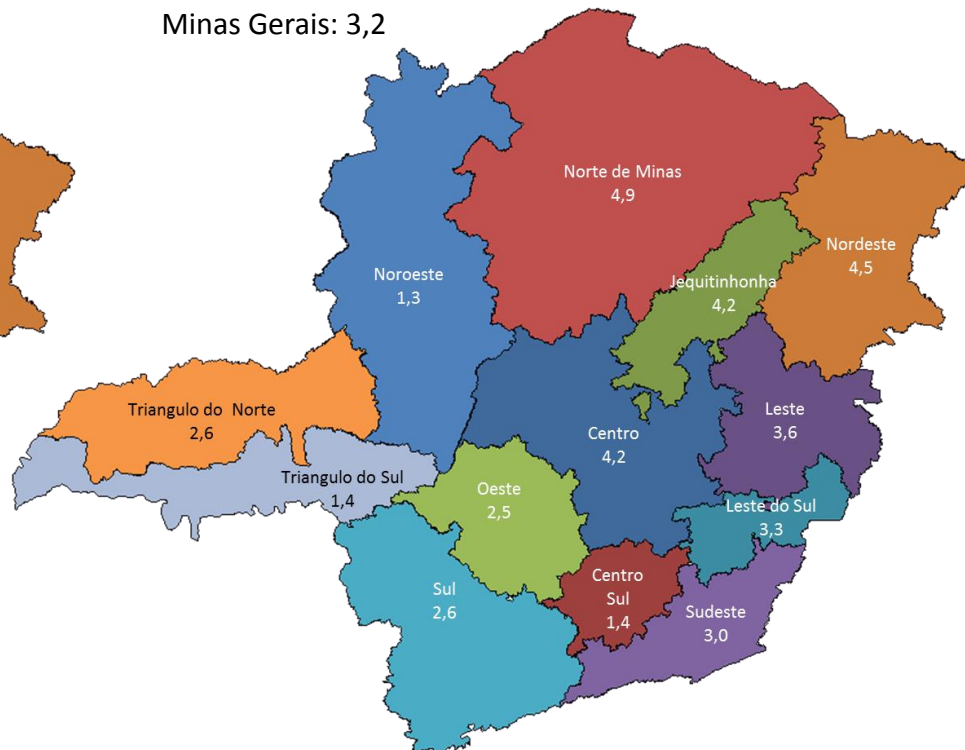 Minas Gerais: 3,2
Norte de Minas
4,9
Nordeste
4,5
Noroeste
1,3
Jequitinhonha
4,2
Triangulo do Norte
2,6
Leste
3,6
Centro
4,2
Triangulo do Sul
1,4
Oeste
2,5
Leste do Sul
3,3
Centro
Sul
1,4
Sul
2,6
Sudeste
3,0